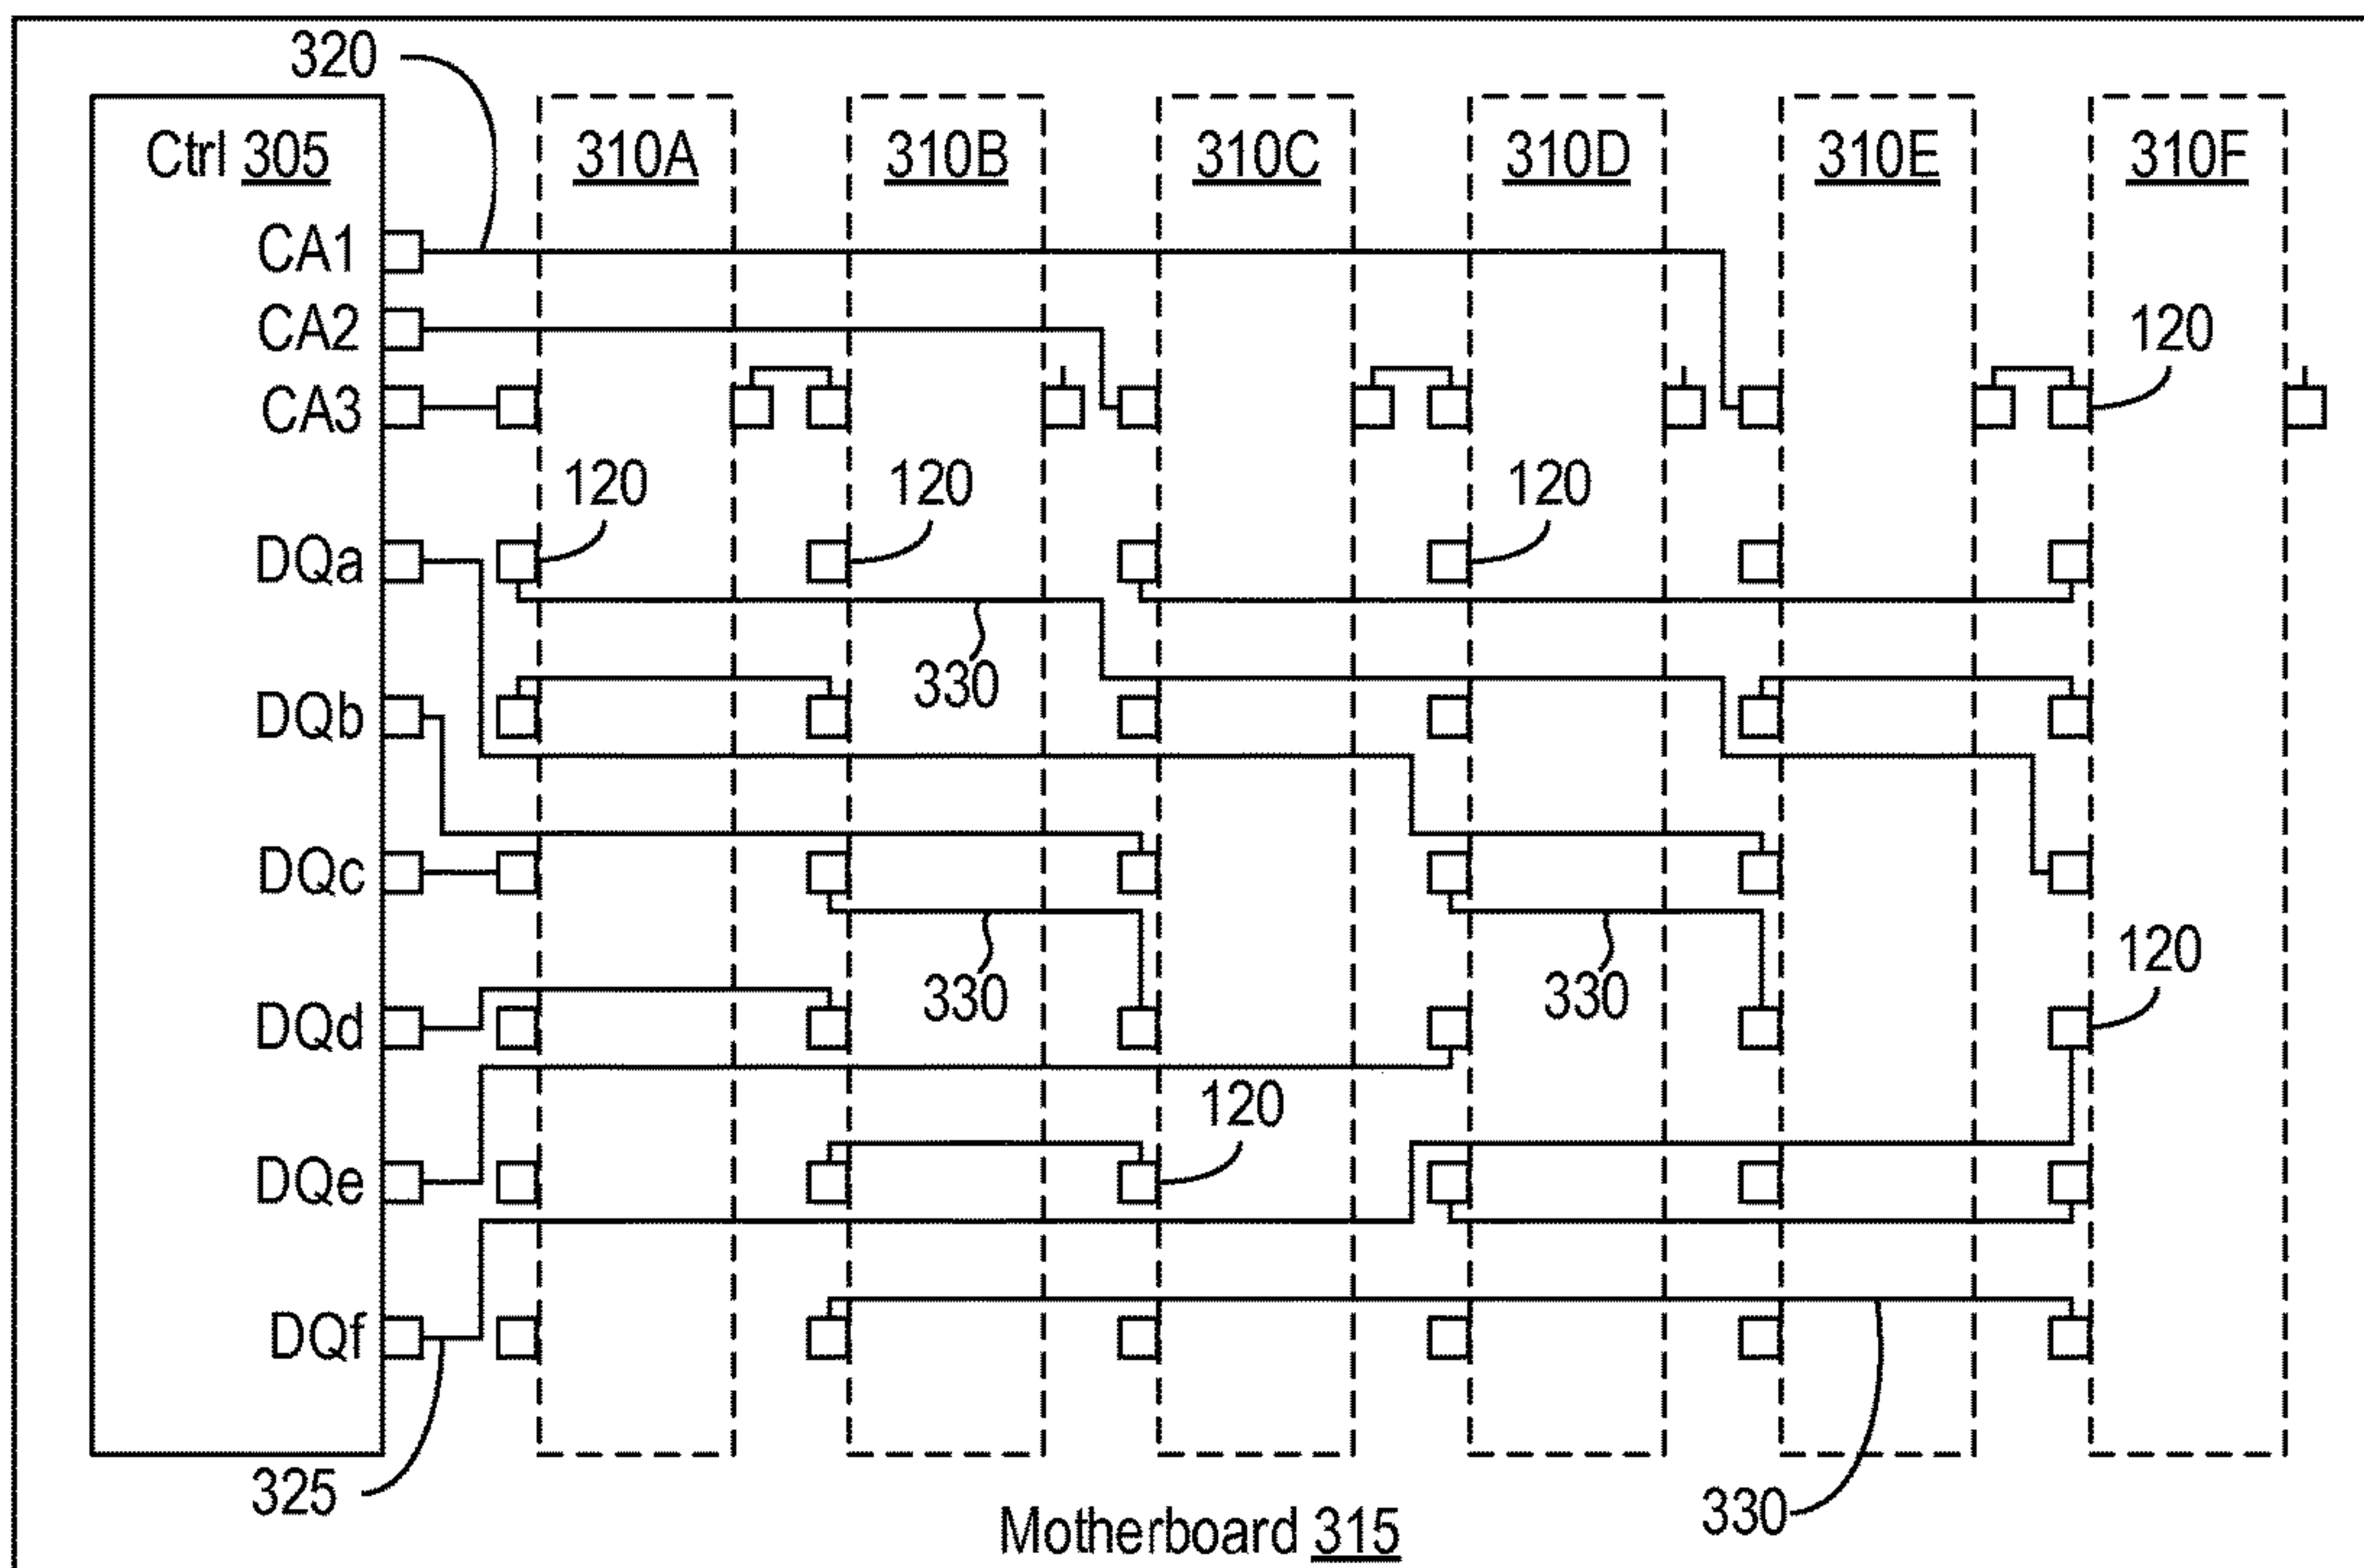 320
Ctrl 305
310A
310B
310C
310D
310E
310F
CA1
CA2
120
CA3
120
120
120
DQa
330
DQb
DQc
120
330
330
DQd
120
DQe
DQf
325
330
Motherboard 315